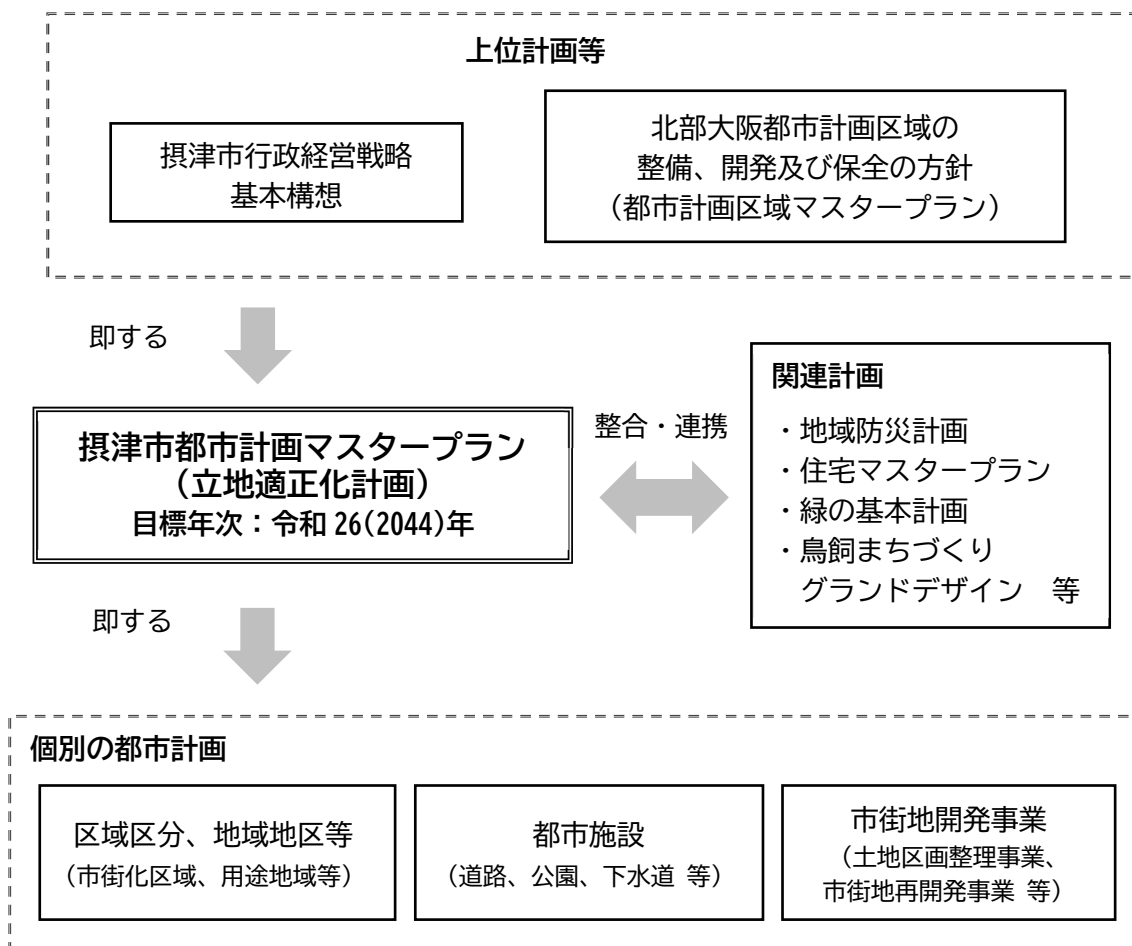 上位計画等
摂津市行政経営戦略
基本構想
北部大阪都市計画区域の
整備、開発及び保全の方針
（都市計画区域マスタープラン）
即する
摂津市都市計画マスタープラン
（立地適正化計画）
目標年次：令和 26(2044)年
整合・連携
関連計画
・地域防災計画
・住宅マスタープラン
・緑の基本計画
・鳥飼まちづくり
グランドデザイン　等
即する
個別の都市計画
区域区分、地域地区等
（市街化区域、用途地域等）
都市施設
（道路、公園、下水道 等）
市街地開発事業
（土地区画整理事業、
市街地再開発事業 等）